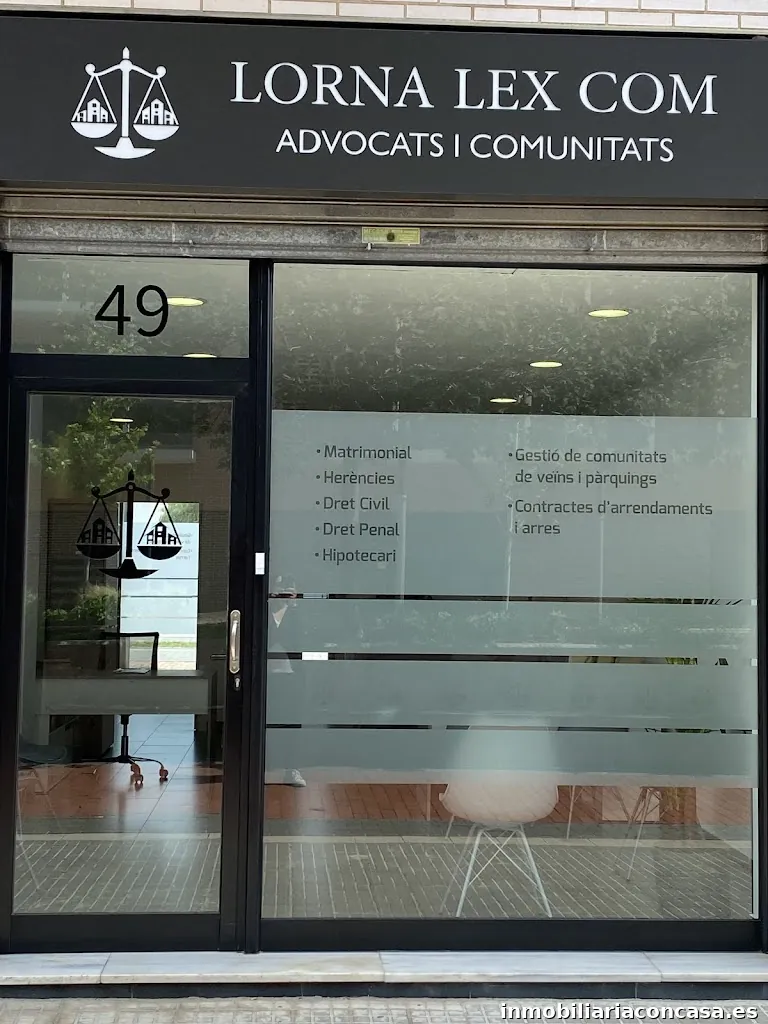 LORNA LEX COM
ADVOCATS I COMUNITATS
49
• Matrimonial
• Herències
• Dret Civil
• Dret Penal
• Hipotecari
• Gestió de comunitats
de veïns i pàrquings
• Contractes d'arrendaments
i arres
inmobiliariaconcasa.es